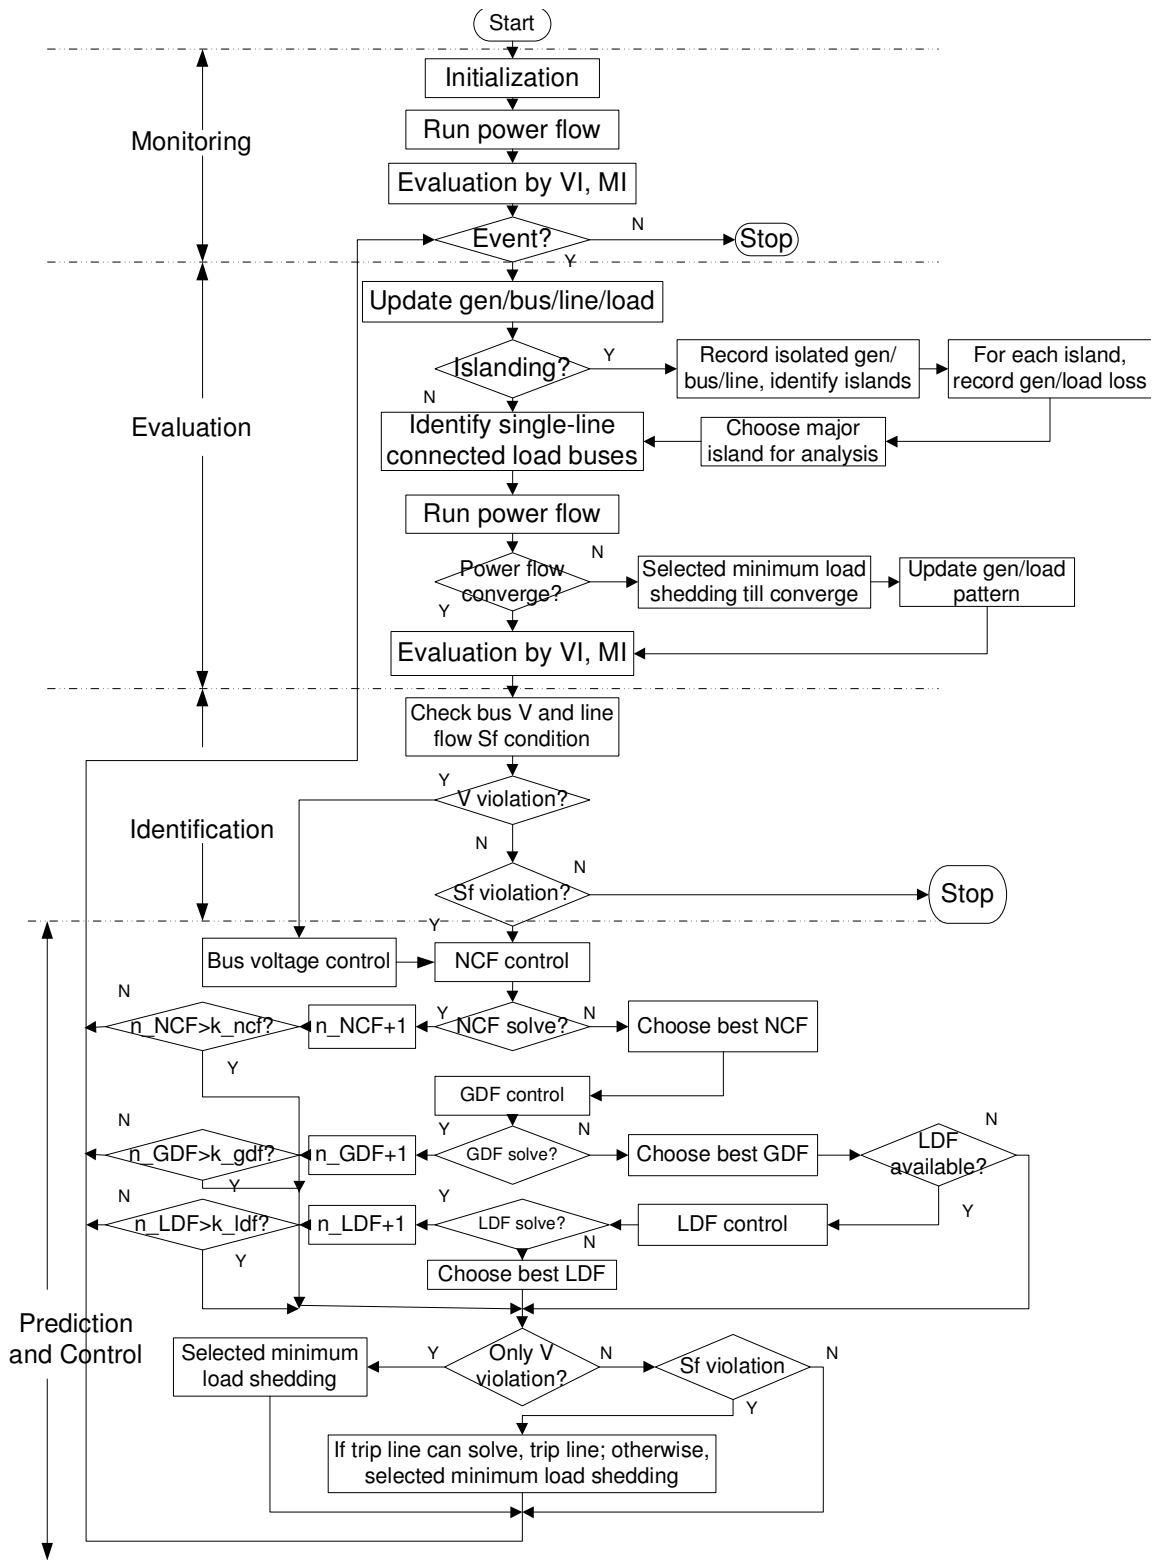 Start
Initialization
Run power flow
Monitoring
Evaluation by VI, MI
N
Event?
Stop
Y
Update gen/bus/line/load
Islanding?
Y
Record isolated gen/
bus/line, identify islands
For each island,
record gen/load loss
N
Evaluation
Identify single-line
connected load buses
Choose major
island for analysis
Run power flow
N
Power flow
converge?
Selected minimum load
shedding till converge
Update gen/load
pattern
Y
Evaluation by VI, MI
Check bus V and line
flow Sf condition
Y
V violation?
Identification
N
N
Sf violation?
Stop
Y
Bus voltage control
NCF control
N
n_NCF>k_ncf?
n_NCF+1
Y
NCF solve?
N
Choose best NCF
Y
GDF control
N
n_GDF>k_gdf?
n_GDF+1
Y
GDF solve?
N
Choose best GDF
LDF
available?
N
Y
N
n_LDF>k_ldf?
n_LDF+1
Y
LDF solve?
LDF control
Y
Y
N
Choose best LDF
Prediction
and Control
Selected minimum
load shedding
Y
Only V
violation?
N
Sf violation
N
Y
If trip line can solve, trip line; otherwise,
selected minimum load shedding